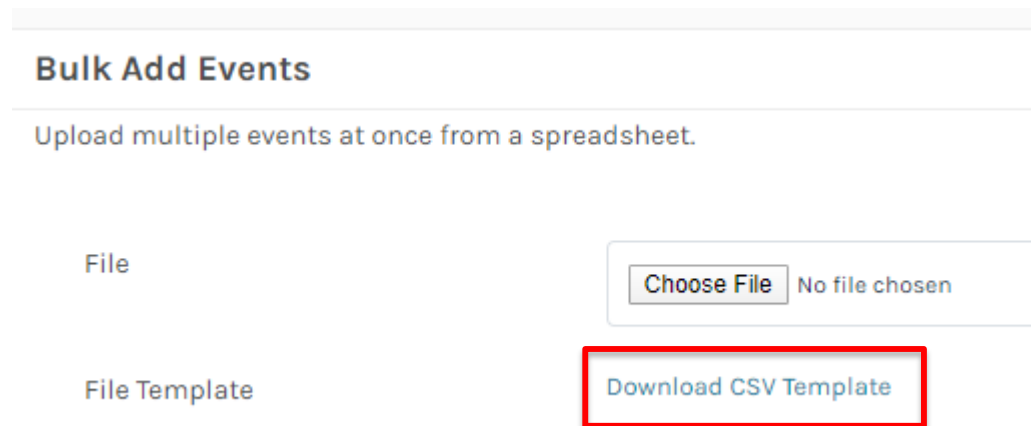 Bulk Add Events
Upload multiple events at once from a spreadsheet.
File
Choose File No file chosen
File Template
Download CSV Template